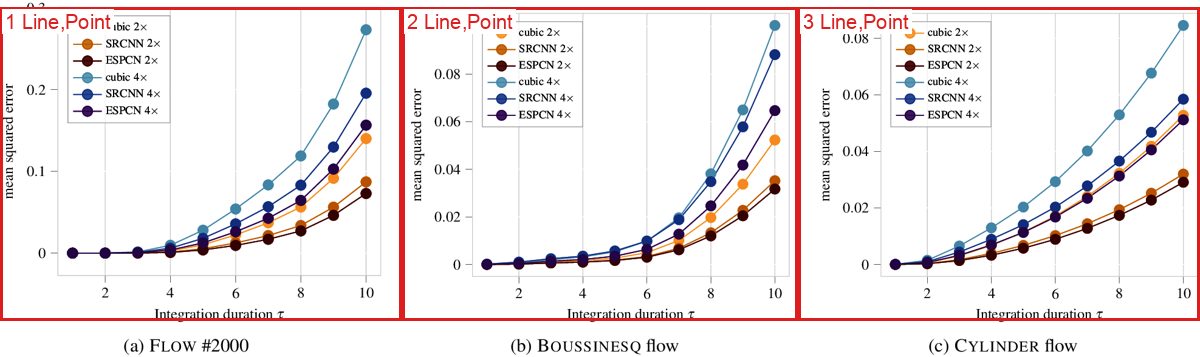 1 Line,Point
cubic 2×
SRCNN 2×
ESPCN 2×
cubic 4×
SRCNN 4×
ESPCN 4×
0.2
0.1
0
mean squared error
2 4 6 8 10
Integration duration τ
(a) FLOW #2000
2 Line,Point
cubic 2×
SRCNN 2×
ESPCN 2×
cubic 4×
SRCNN 4×
ESPCN 4×
0.08
0.06
0.04
0.02
0
mean squared error
2 4 6 8 10
Integration duration τ
(b) BOUSSINESQ flow
3 Line,Point
cubic 2×
SRCNN 2×
ESPCN 2×
cubic 4×
SRCNN 4×
ESPCN 4×
0.08
0.06
0.04
0.02
0
mean squared error
2 4 6 8 10
Integration duration τ
(c) CYLINDER flow